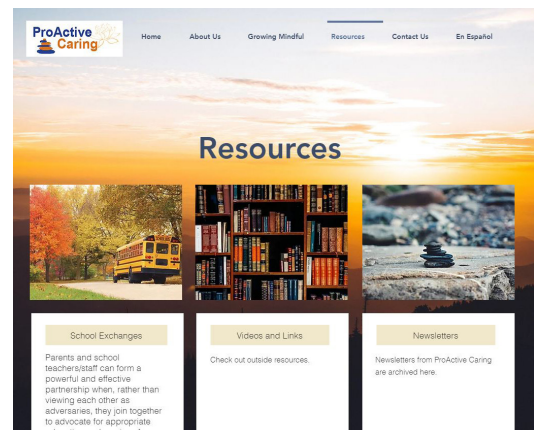 ProActive
Caring
Home
About Us
Growing Mindful
Resources
Contact Us
En Español
Resources
School Exchanges
Parents and school
teachers/staff can form a
powerful and effective
partnership when, rather than
viewing each other as
adversaries, they join together
to advocate for appropriate
Videos and Links
Check out outside resources.
Newsletters
Newsletters from ProActive Caring
are archived here.